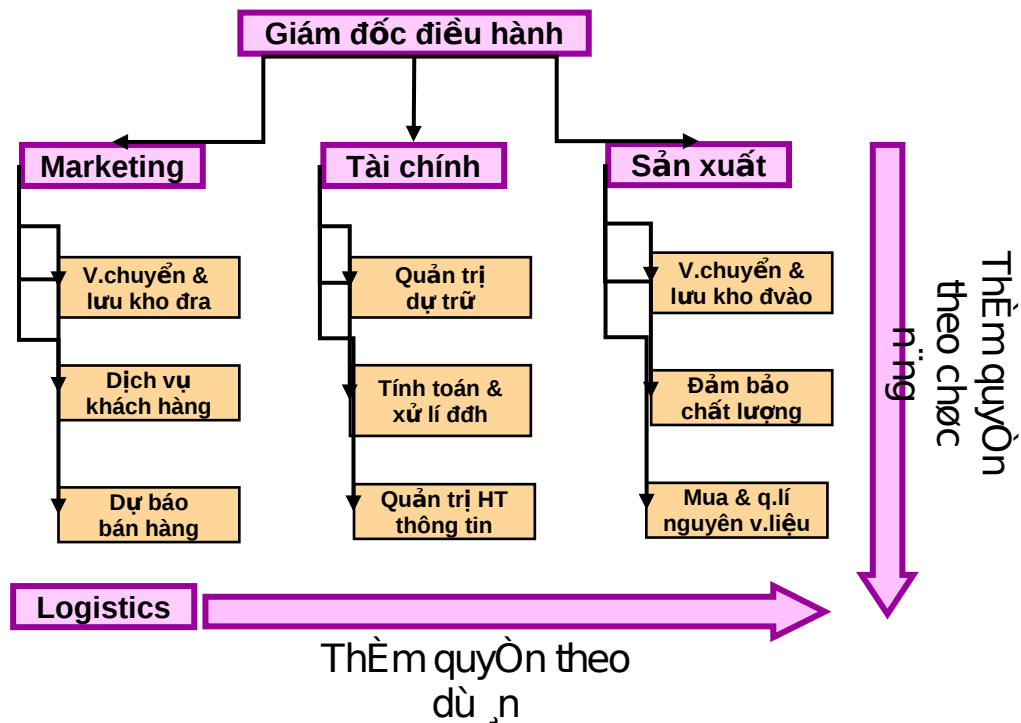 Giám đốc điều hành
Marketing
Tài chính
Sản xuất
V.chuyển &
lưu kho đra
Quản trị
dự trữ
V.chuyển &
lưu kho đvào
Dịch vụ
khách hàng
Tính toán &
xử lí đđh
Đảm bảo
chất lượng
Dự báo
bán hàng
Quản trị HT
thông tin
Mua & q.lí
nguyên v.liệu
ThÈm quyÒn
theo chøc
n¨ng
Logistics
ThÈm quyÒn theo
dù ¸n